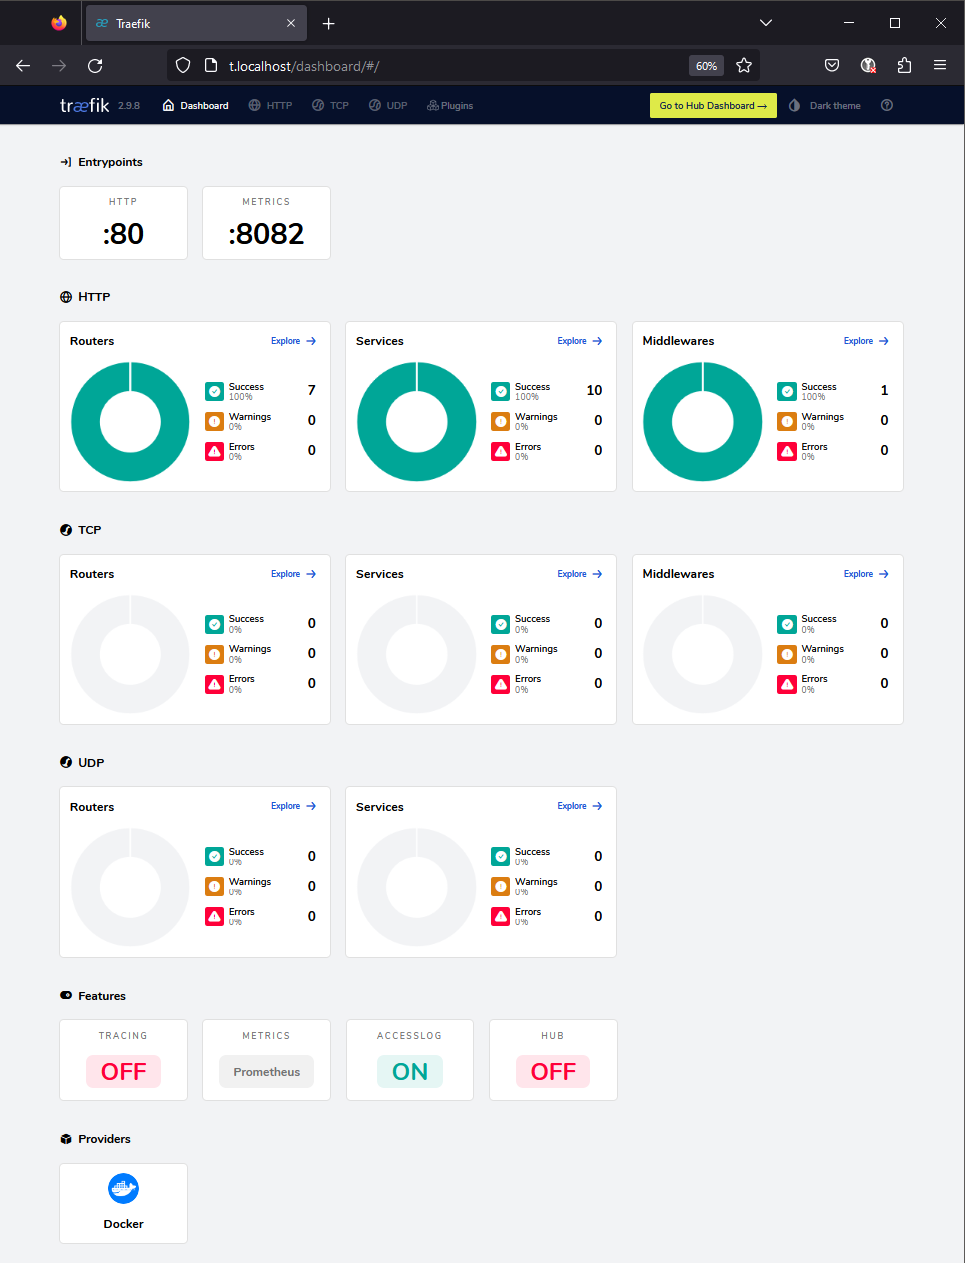 Traefik
t.localhost/dashboard/#/ 60%
træfik 2.9.8 Dashboard HTTP TCP UDP Plugins Go to Hub Dashboard → Dark theme
Entrypoints
HTTP METRICS
:80 :8082
HTTP
Routers Explore
Success 7
100%
Warnings 0
0%
Errors 0
0%
Services Explore
Success 10
100%
Warnings 0
0%
Errors 0
0%
Middlewares Explore
Success 1
100%
Warnings 0
0%
Errors 0
0%
TCP
Routers Explore
Success 0
0%
Warnings 0
0%
Errors 0
0%
Services Explore
Success 0
0%
Warnings 0
0%
Errors 0
0%
Middlewares Explore
Success 0
0%
Warnings 0
0%
Errors 0
0%
UDP
Routers Explore
Success 0
0%
Warnings 0
0%
Errors 0
0%
Services Explore
Success 0
0%
Warnings 0
0%
Errors 0
0%
Features
TRACING METRICS ACCESSLOG HUB
OFF Prometheus ON OFF
Providers
Docker